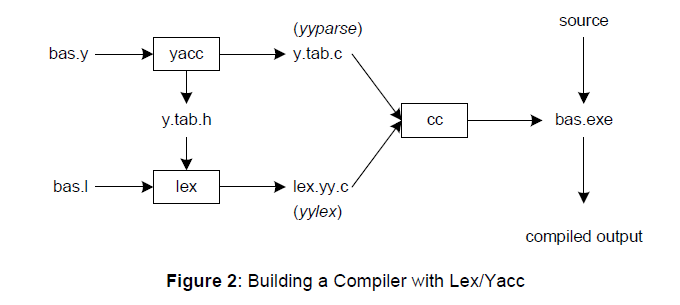 (yyparse)
source
bas.y
yacc
y.tab.c
y.tab.h
cc
bas.exe
bas.l
lex
lex.yy.c
(yylex)
compiled output
Figure 2: Building a Compiler with Lex/Yacc